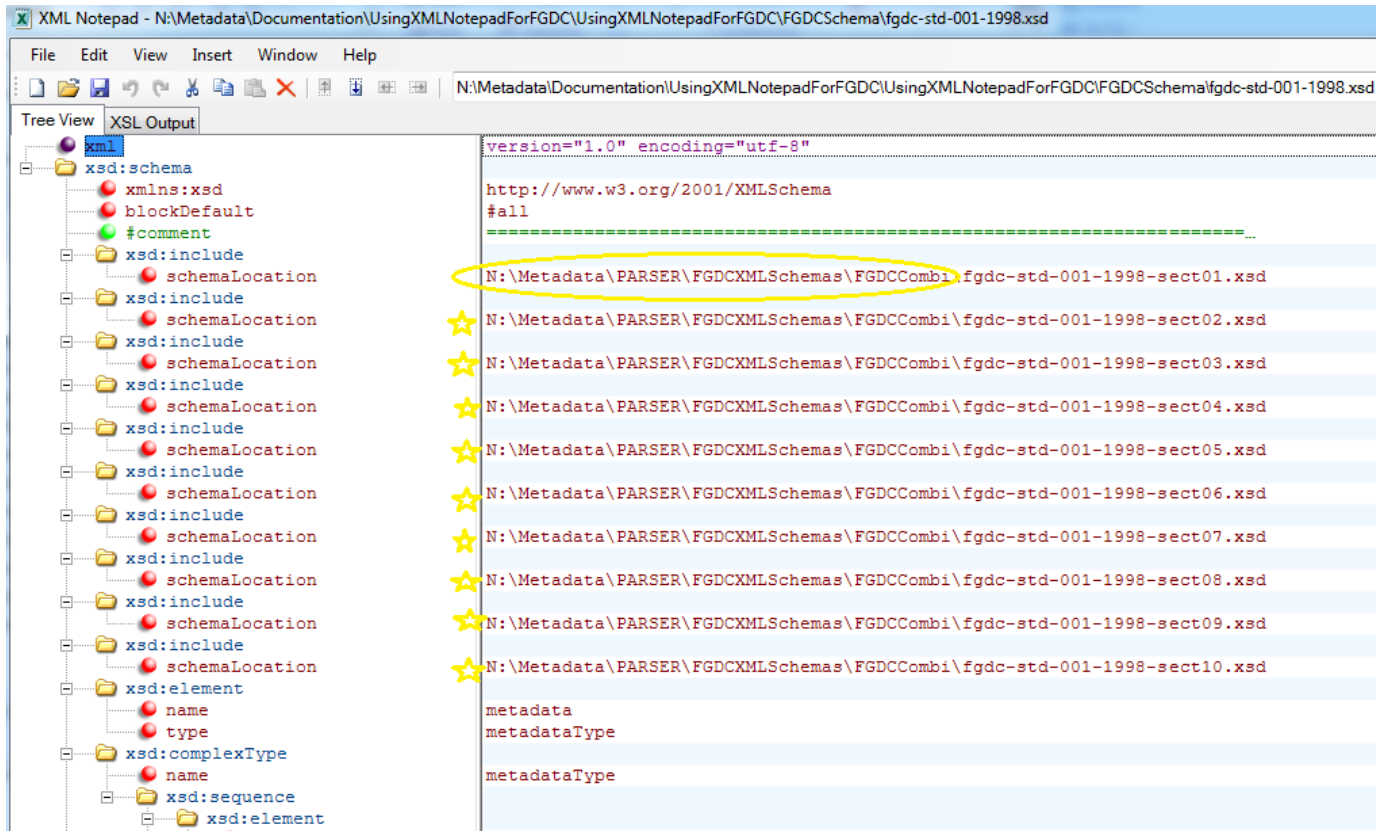 XML Notepad - N:\Metadata\Documentation\UsingXMLNotepadForFGDC\UsingXMLNotepadForFGDC\FGDCSchema\fgdc-std-001-1998.xsd
File Edit View Insert Window Help
N:\Metadata\Documentation\UsingXMLNotepadForFGDC\UsingXMLNotepadForFGDC\FGDCSchema\fgdc-std-001-1998.xsd
Tree View XSL Output
xml version="1.0" encoding="utf-8"
xsd:schema
xmlns:xsd http://www.w3.org/2001/XMLSchema
blockDefault #all
#comment =================================================================...
xsd:include
schemaLocation N:\Metadata\PARSER\FGDCXMLSchemas\FGDCCombi\fgdc-std-001-1998-sect01.xsd
xsd:include
schemaLocation N:\Metadata\PARSER\FGDCXMLSchemas\FGDCCombi\fgdc-std-001-1998-sect02.xsd
xsd:include
schemaLocation N:\Metadata\PARSER\FGDCXMLSchemas\FGDCCombi\fgdc-std-001-1998-sect03.xsd
xsd:include
schemaLocation N:\Metadata\PARSER\FGDCXMLSchemas\FGDCCombi\fgdc-std-001-1998-sect04.xsd
xsd:include
schemaLocation N:\Metadata\PARSER\FGDCXMLSchemas\FGDCCombi\fgdc-std-001-1998-sect05.xsd
xsd:include
schemaLocation N:\Metadata\PARSER\FGDCXMLSchemas\FGDCCombi\fgdc-std-001-1998-sect06.xsd
xsd:include
schemaLocation N:\Metadata\PARSER\FGDCXMLSchemas\FGDCCombi\fgdc-std-001-1998-sect07.xsd
xsd:include
schemaLocation N:\Metadata\PARSER\FGDCXMLSchemas\FGDCCombi\fgdc-std-001-1998-sect08.xsd
xsd:include
schemaLocation N:\Metadata\PARSER\FGDCXMLSchemas\FGDCCombi\fgdc-std-001-1998-sect09.xsd
xsd:include
schemaLocation N:\Metadata\PARSER\FGDCXMLSchemas\FGDCCombi\fgdc-std-001-1998-sect10.xsd
xsd:element
name metadata
type metadataType
xsd:complexType
name metadataType
xsd:sequence
xsd:element